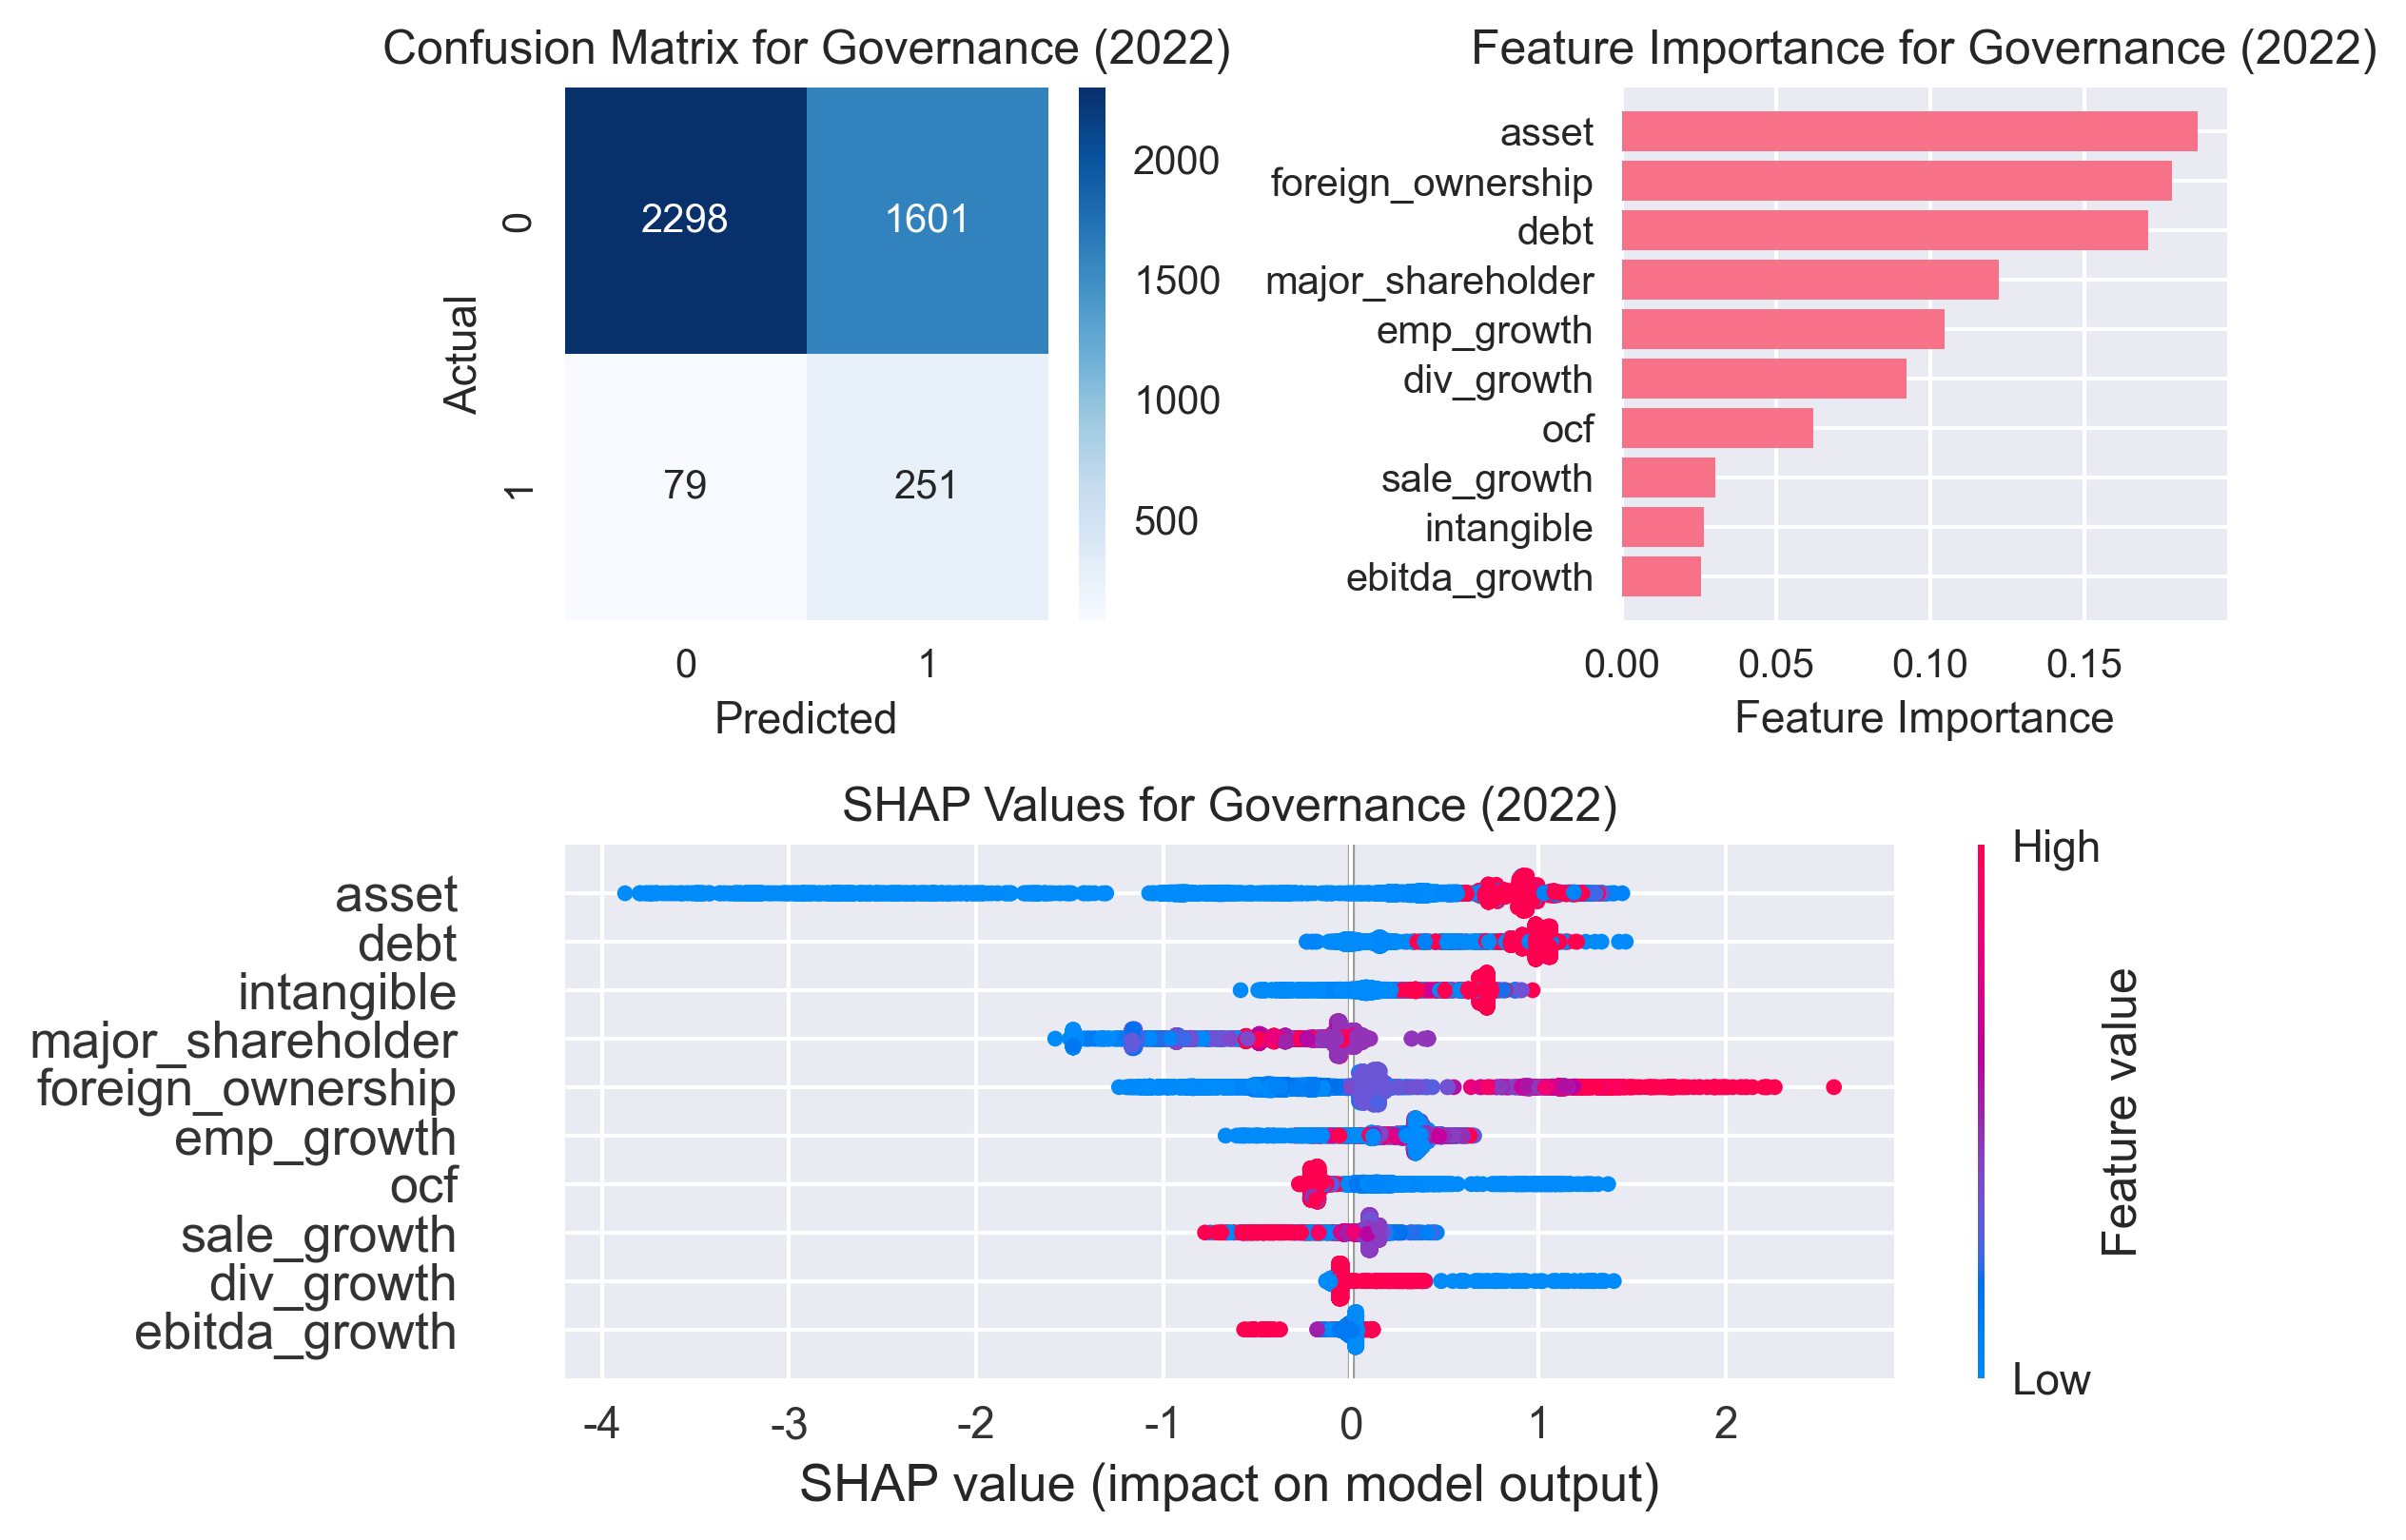 Confusion Matrix for Governance (2022)
2298 1601
79 251
Actual
0
1
0 1
Predicted
2000
1500
1000
500
Feature Importance for Governance (2022)
asset
foreign_ownership
debt
major_shareholder
emp_growth
div_growth
ocf
sale_growth
intangible
ebitda_growth
0.00 0.05 0.10 0.15
Feature Importance
SHAP Values for Governance (2022)
asset
debt
intangible
major_shareholder
foreign_ownership
emp_growth
ocf
sale_growth
div_growth
ebitda_growth
-4 -3 -2 -1 0 1 2
SHAP value (impact on model output)
High
Feature value
Low